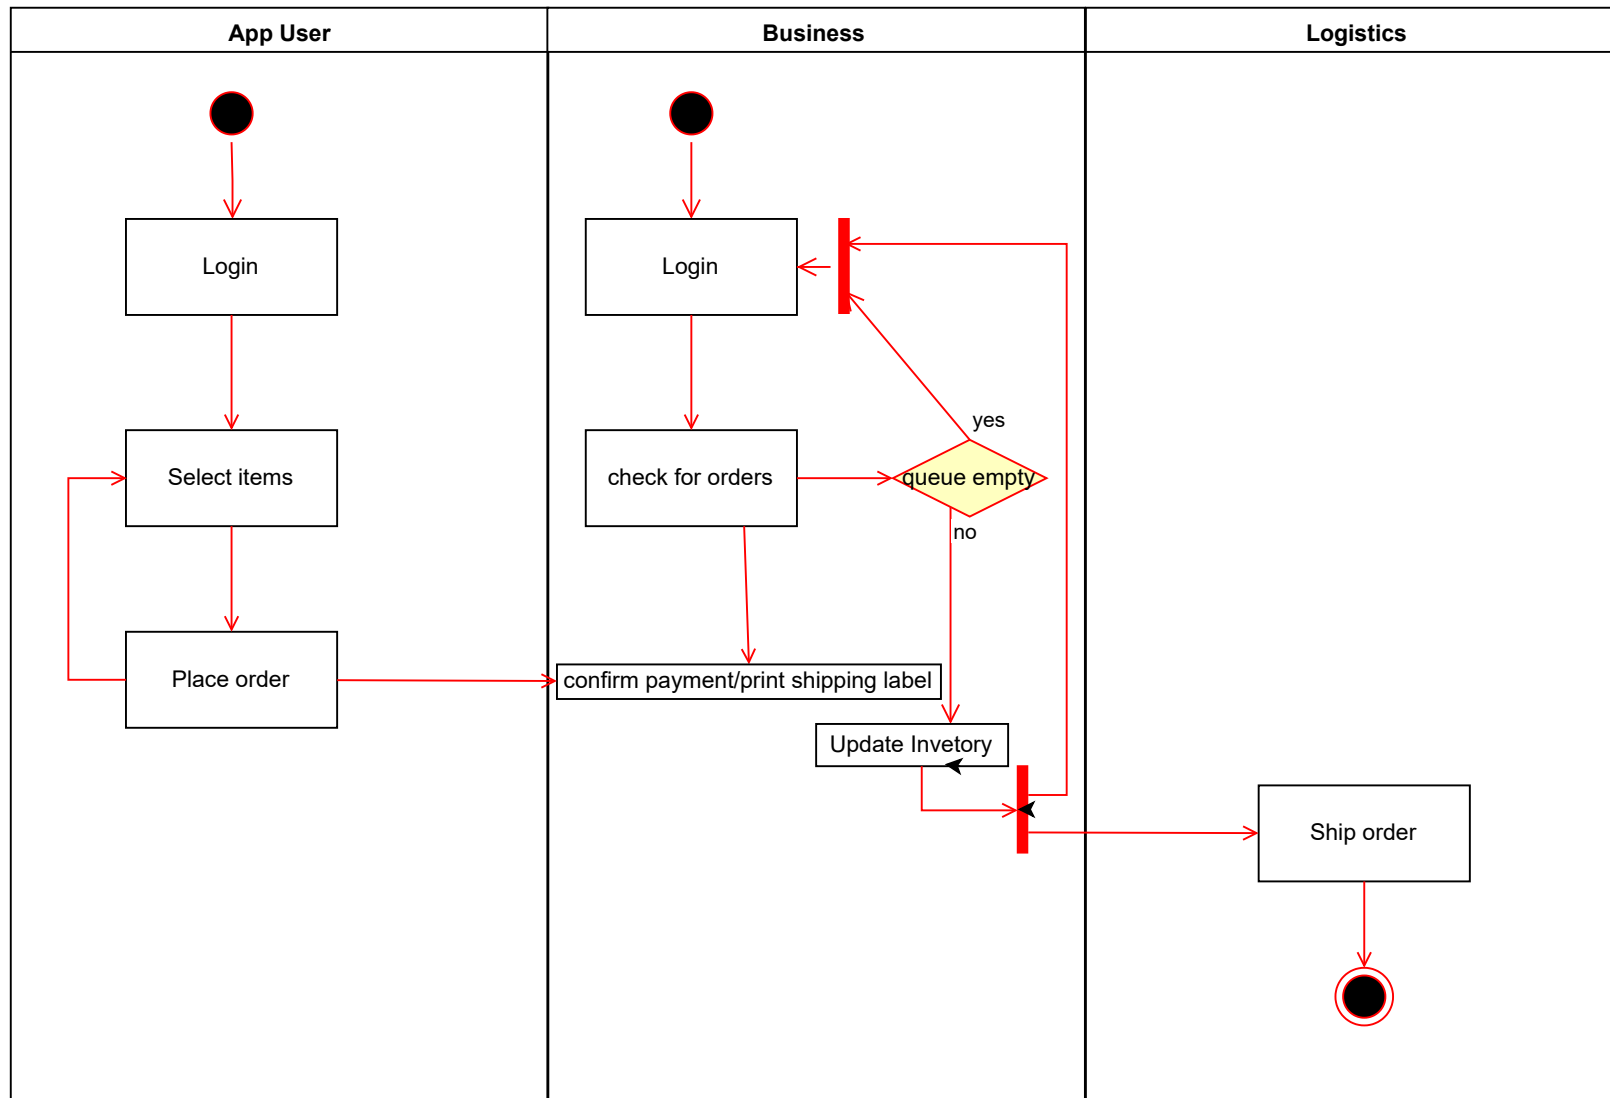 App User
Business
Logistics
Login
Login
yes
Select items
check for orders
queue empty
no
Place order
confirm payment/print shipping label
Update Invetory
Ship order